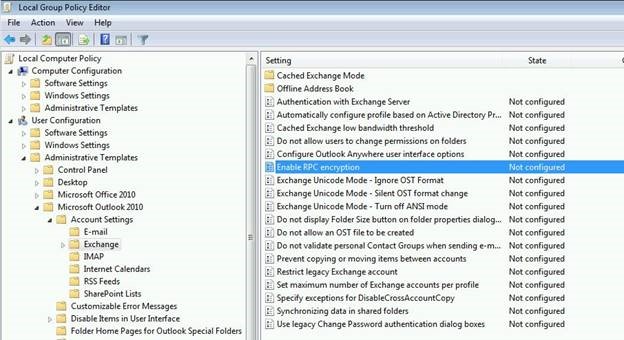 Local Group Policy Editor
File Action View Help
Local Computer Policy
Computer Configuration
Software Settings
Windows Settings
Administrative Templates
User Configuration
Software Settings
Windows Settings
Administrative Templates
Control Panel
Desktop
Microsoft Office 2010
Microsoft Outlook 2010
Account Settings
E-mail
Exchange
IMAP
Internet Calendars
RSS Feeds
SharePoint Lists
Customizable Error Messages
Disable Items in User Interface
Folder Home Pages for Outlook Special Folders
Setting State C
Cached Exchange Mode
Offline Address Book
Authentication with Exchange Server Not configured
Automatically configure profile based on Active Directory Pr... Not configured
Cached Exchange low bandwidth threshold Not configured
Do not allow users to change permissions on folders Not configured
Configure Outlook Anywhere user interface options Not configured
Enable RPC encryption Not configured
Exchange Unicode Mode - Ignore OST Format Not configured
Exchange Unicode Mode - Silent OST format change Not configured
Exchange Unicode Mode - Turn off ANSI mode Not configured
Do not display Folder Size button on folder properties dialog... Not configured
Do not allow an OST file to be created Not configured
Do not validate personal Contact Groups when sending e-m... Not configured
Prevent copying or moving items between accounts Not configured
Restrict legacy Exchange account Not configured
Set maximum number of Exchange accounts per profile Not configured
Specify exceptions for DisableCrossAccountCopy Not configured
Synchronizing data in shared folders Not configured
Use legacy Change Password authentication dialog boxes Not configured